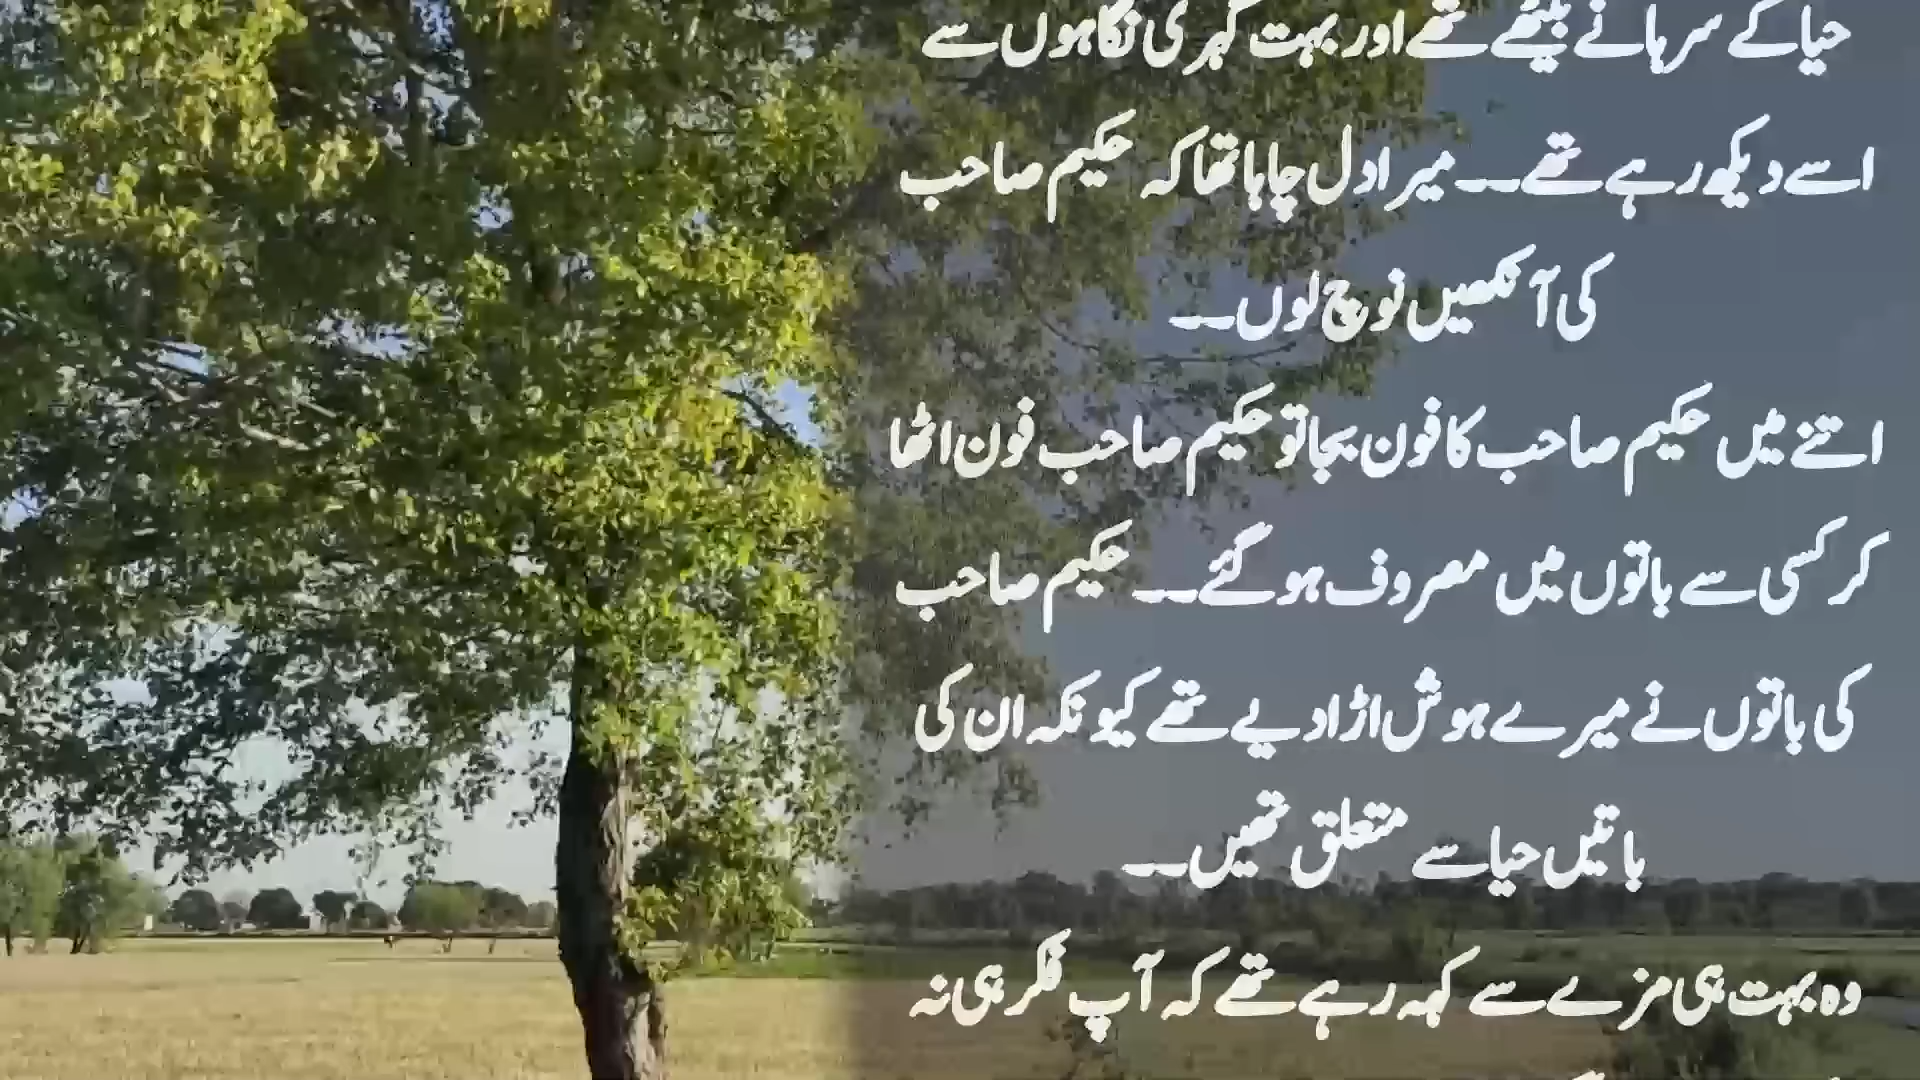 حیا کے سرہانے بیٹھے تھے اور بہت گہری نگاہوں سے
اسے دیکھ رہے تھے۔۔ میرا دل چاہا تھا کہ حکیم صاحب
کی آنکھیں نوچ لوں۔۔
اتنے میں حکیم صاحب کا فون بجا تو حکیم صاحب فون اٹھا
کر کسی سے باتوں میں مصروف ہو گئے۔۔ حکیم صاحب
کی باتوں نے میرے ہوش اڑا دیے تھے کیونکہ ان کی
باتیں حیا سے متعلق تھیں۔۔
وہ بہت ہی مزے سے کہہ رہے تھے کہ آپ فکر ہی نہ